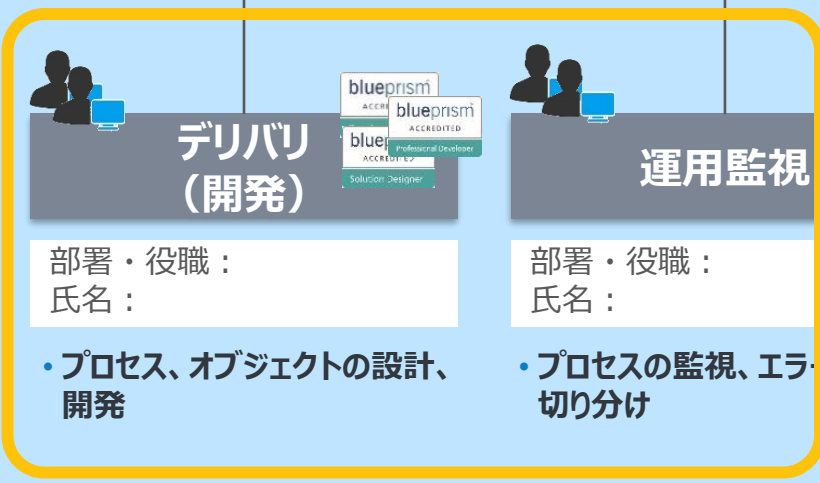 blueprism
ACCREDITED
Professional Developer
Solution Designer
デリバリ
（開発）
部署・役職：
氏名：
・プロセス、オブジェクトの設計、
開発
運用監視
部署・役職：
氏名：
・プロセスの監視、エラー
切り分け